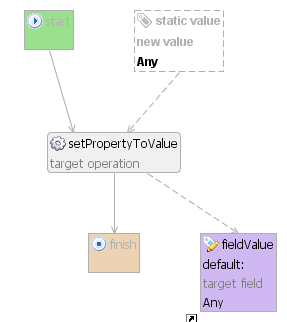 start
static value
new value
Any
setPropertyToValue
target operation
finish
fieldValue
default:
target field
Any